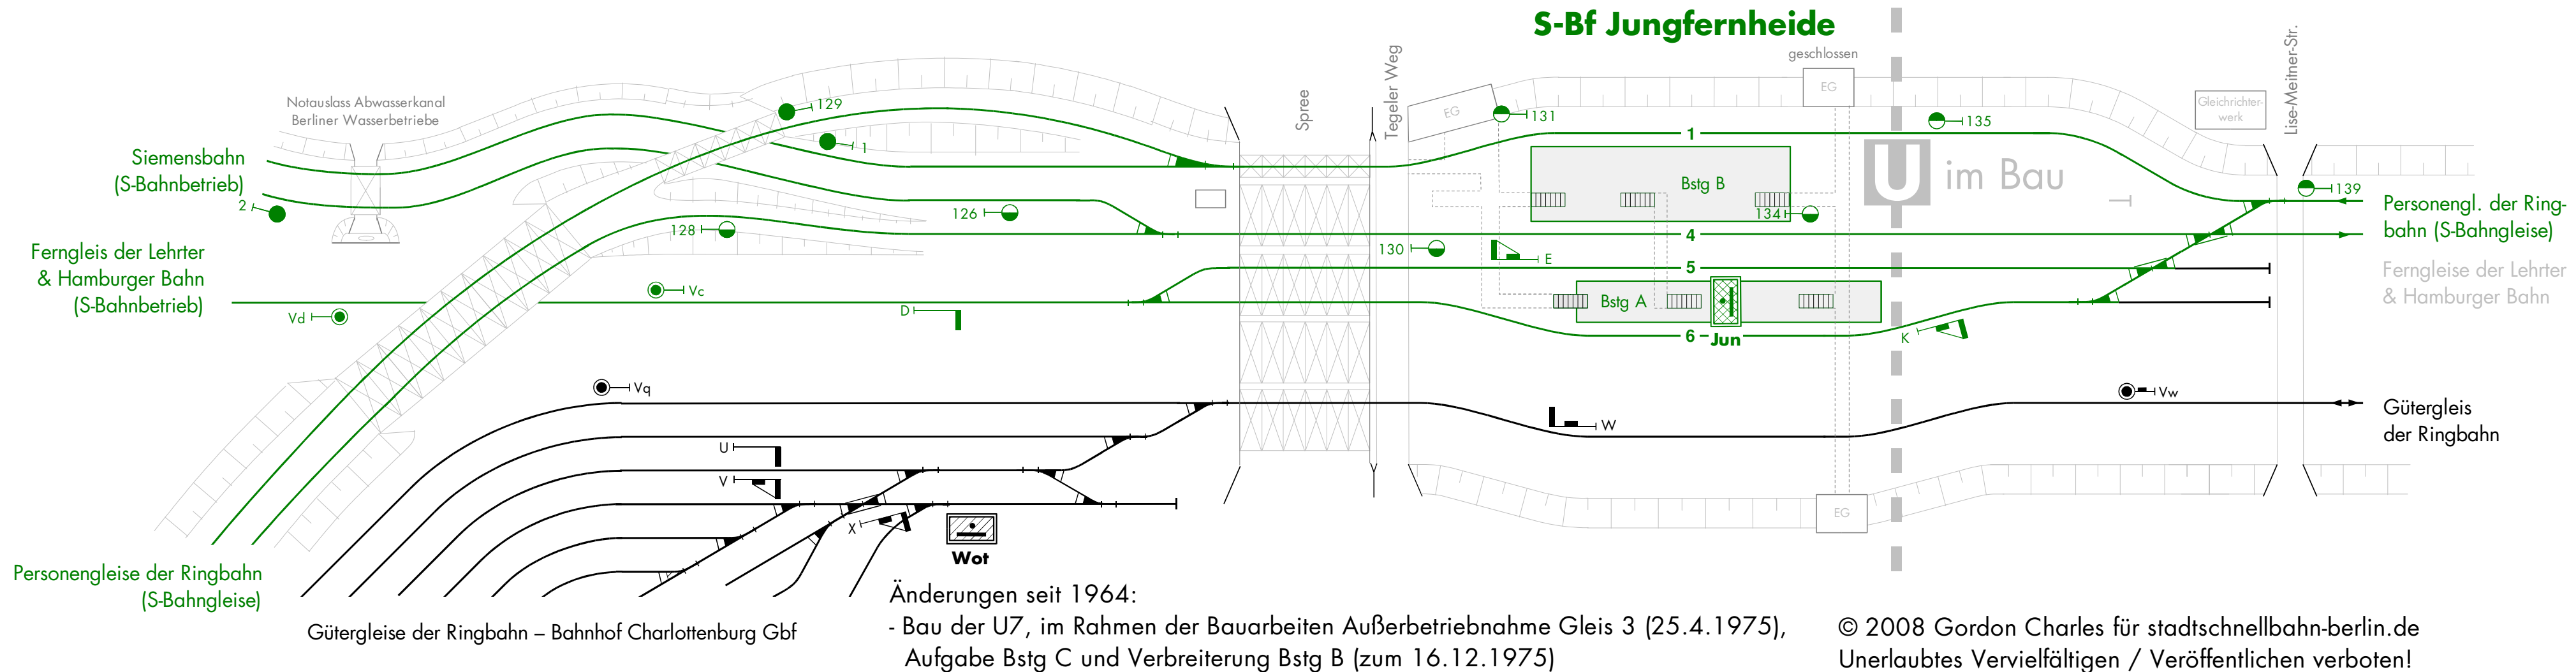 S-Bf Jungfernheide
geschlossen
EG
Notauslass Abwasserkanal
Berliner Wasserbetriebe
129
1
Spree
Tegeler Weg
EG
131
1
135
Gleichrichter-
werk
Lise-Meitner-Str.
Siemensbahn
(S-Bahnbetrieb)
2
126
128
Bstg B
134
U im Bau
139
Personengl. der Ring-
bahn (S-Bahngleise)
4
130
E
5
Ferngleis der Lehrter
& Hamburger Bahn
(S-Bahnbetrieb)
Vd
Vc
D
Bstg A
6
Jun
K
Ferngleise der Lehrter
& Hamburger Bahn
Vq
U
V
X
Wot
W
Vw
EG
Gütergleis
der Ringbahn
Personengleise der Ringbahn
(S-Bahngleise)
Gütergleise der Ringbahn – Bahnhof Charlottenburg Gbf
Änderungen seit 1964:
- Bau der U7, im Rahmen der Bauarbeiten Außerbetriebnahme Gleis 3 (25.4.1975),
Aufgabe Bstg C und Verbreiterung Bstg B (zum 16.12.1975)
© 2008 Gordon Charles für stadtschnellbahn-berlin.de
Unerlaubtes Vervielfältigen / Veröffentlichen verboten!